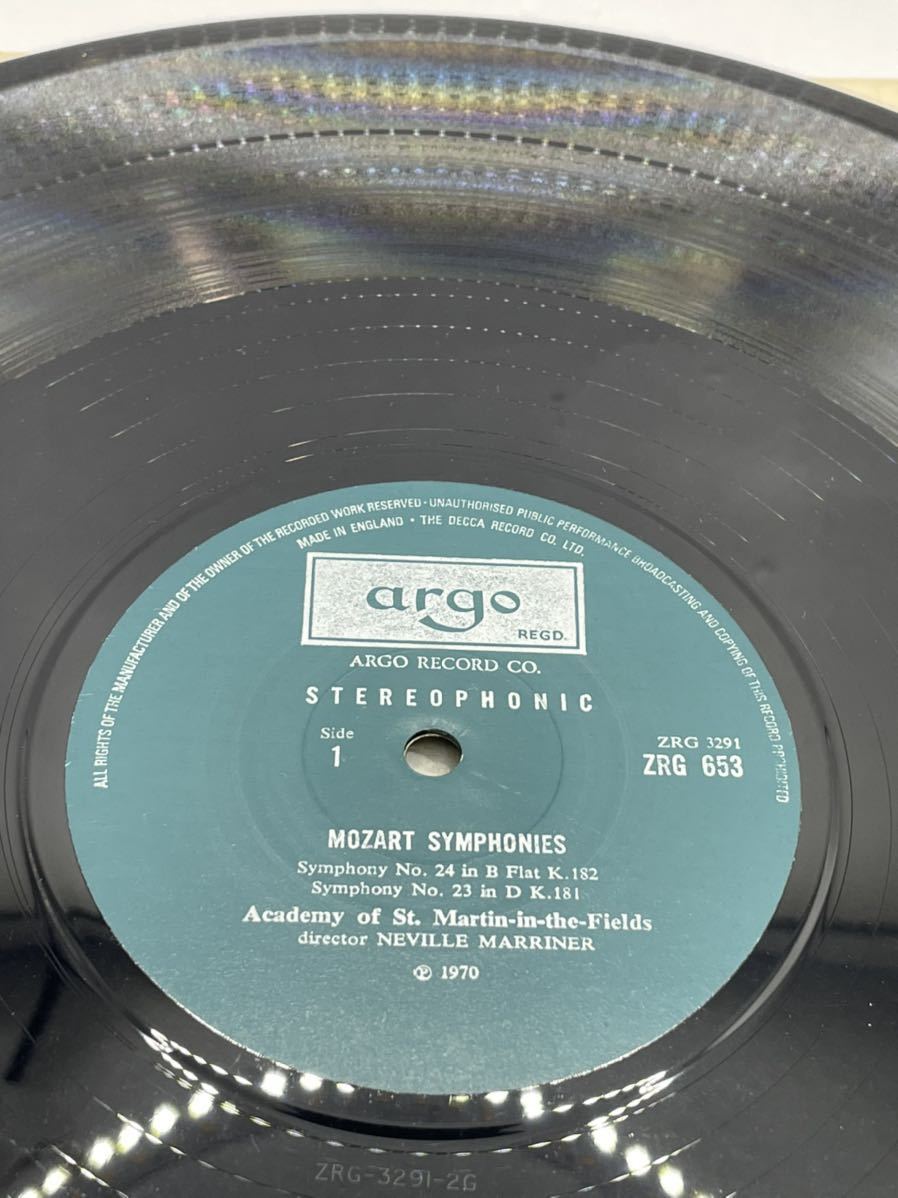 ALL RIGHTS OF THE MANUFACTURER AND OF THE OWNER OF THE RECORDED WORK RESERVED · UNAUTHORISED PUBLIC PERFORMANCE BROADCASTING AND COPYING OF THIS RECORD PROHIBITED
MADE IN ENGLAND · THE DECCA RECORD CO. LTD.
argo
REGD.
ARGO RECORD CO.
STEREOPHONIC
Side
1
ZRG 3291
ZRG 653
MOZART SYMPHONIES
Symphony No. 24 in B Flat K.182
Symphony No. 23 in D K.181
Academy of St. Martin-in-the-Fields
director NEVILLE MARRINER
℗ 1970
ZRG-3291-2G